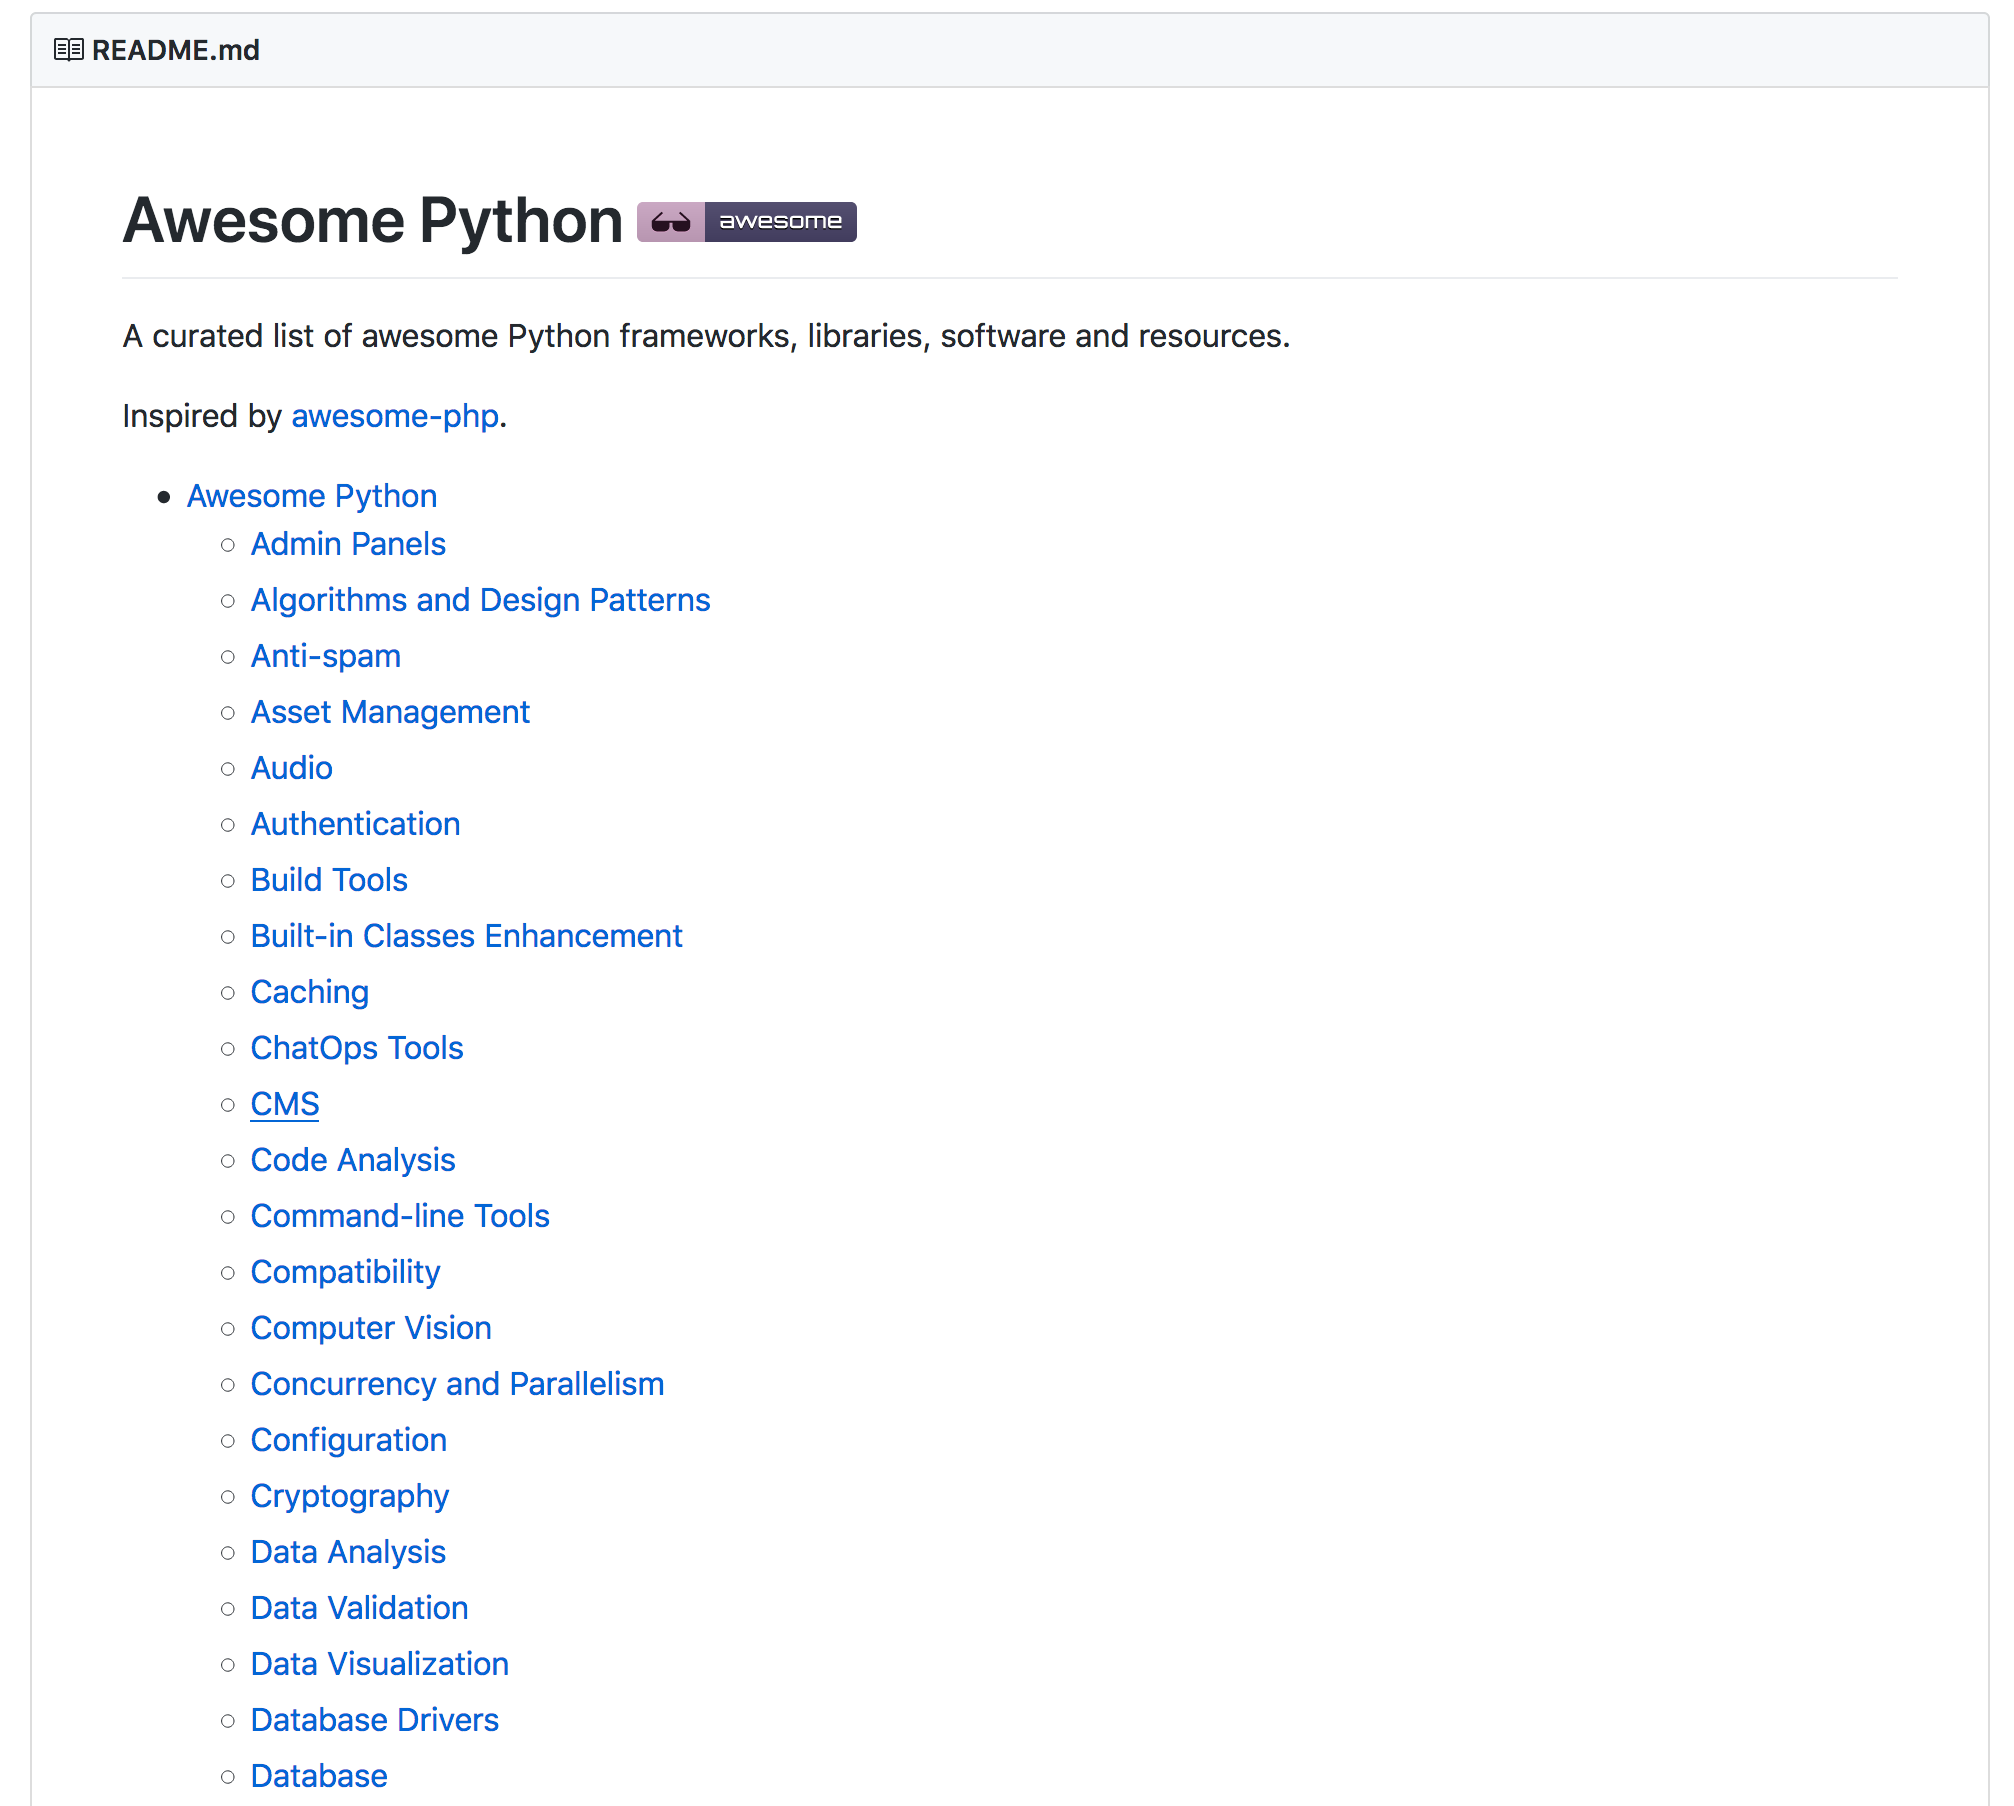 README.md
Awesome Python awesome
A curated list of awesome Python frameworks, libraries, software and resources.
Inspired by awesome-php.
Awesome Python
Admin Panels
Algorithms and Design Patterns
Anti-spam
Asset Management
Audio
Authentication
Build Tools
Built-in Classes Enhancement
Caching
ChatOps Tools
CMS
Code Analysis
Command-line Tools
Compatibility
Computer Vision
Concurrency and Parallelism
Configuration
Cryptography
Data Analysis
Data Validation
Data Visualization
Database Drivers
Database